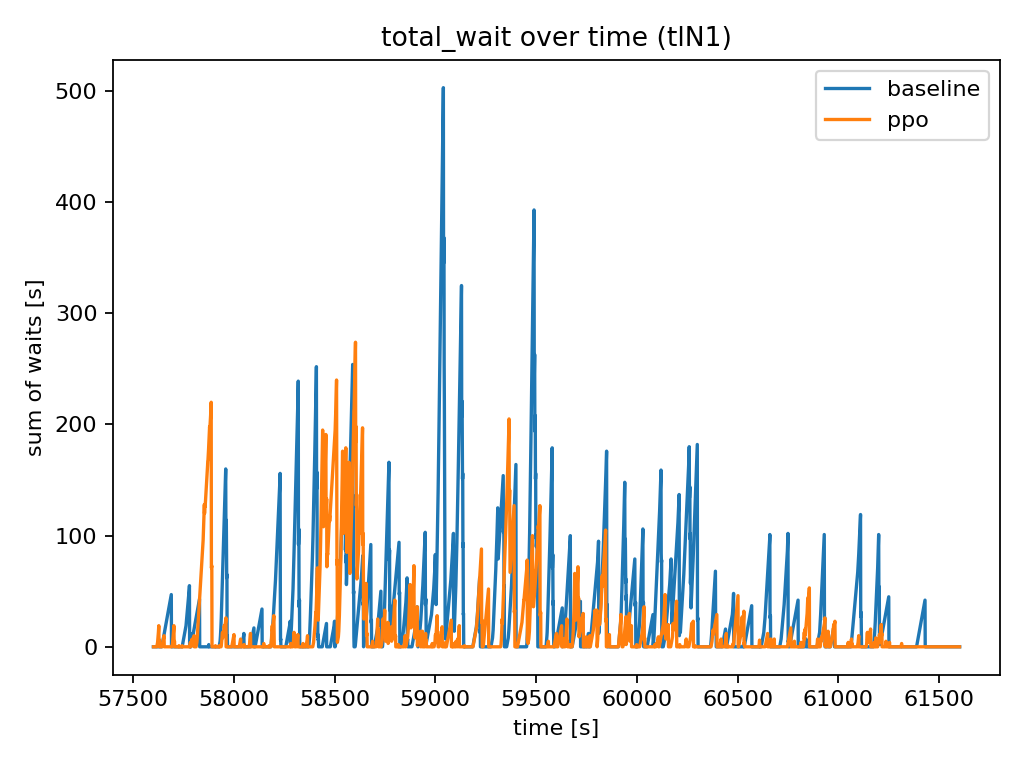 total_wait over time (tlN1)
baseline
ppo
500
400
300
200
100
0
sum of waits [s]
57500 58000 58500 59000 59500 60000 60500 61000 61500
time [s]